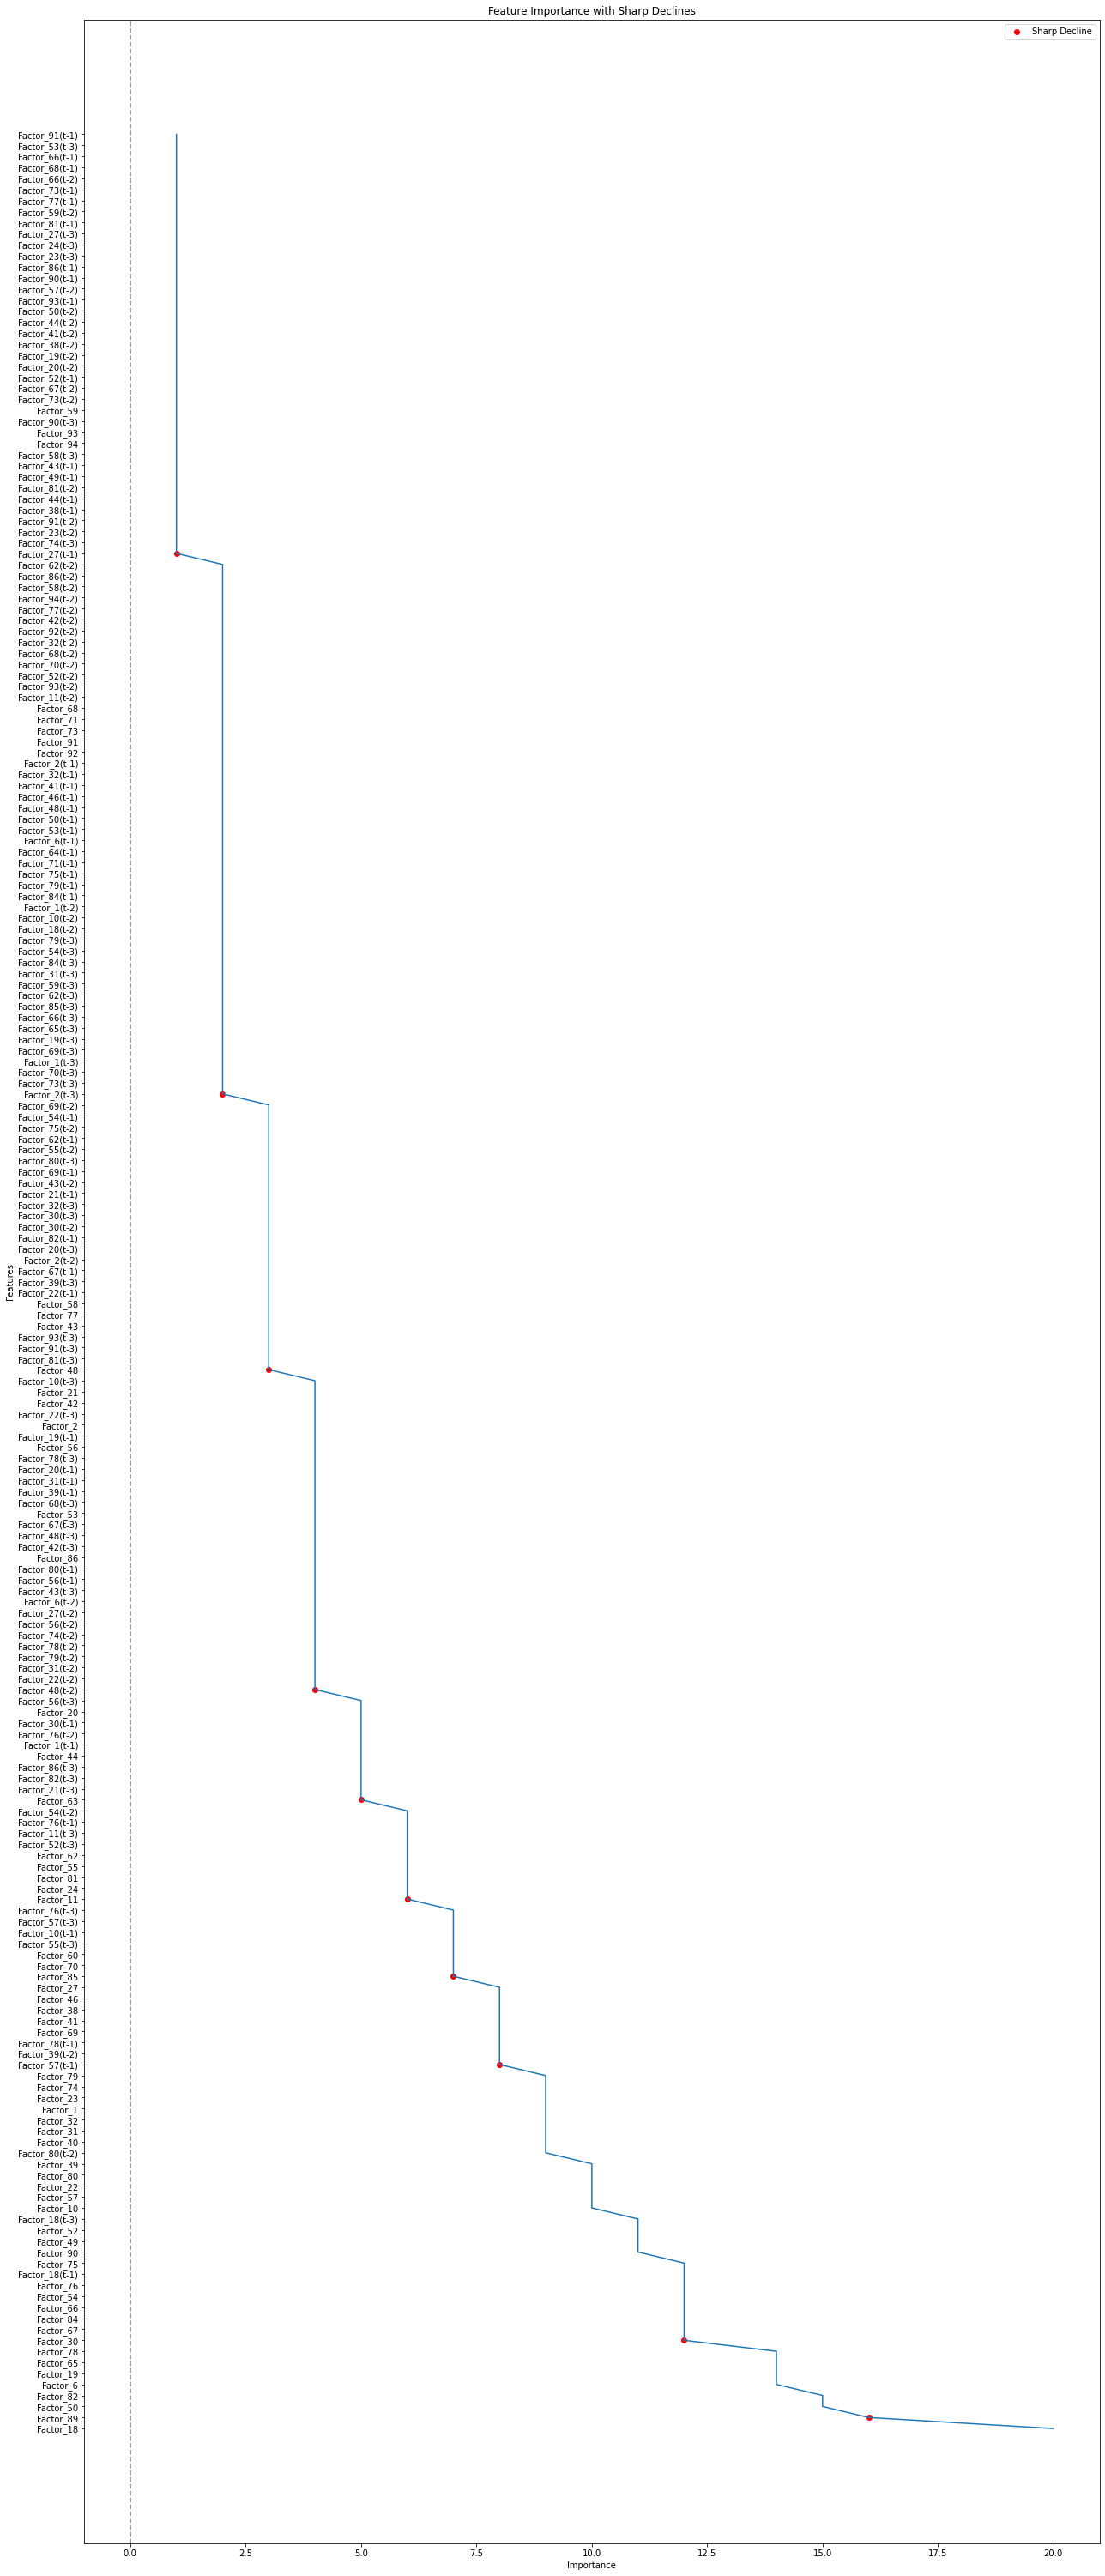 Feature Importance with Sharp Declines
Sharp Decline
Factor_91(t-1)
Factor_53(t-3)
Factor_66(t-1)
Factor_68(t-1)
Factor_66(t-2)
Factor_73(t-1)
Factor_77(t-1)
Factor_59(t-2)
Factor_81(t-1)
Factor_27(t-3)
Factor_24(t-3)
Factor_23(t-3)
Factor_86(t-1)
Factor_90(t-1)
Factor_57(t-2)
Factor_93(t-1)
Factor_50(t-2)
Factor_44(t-2)
Factor_41(t-2)
Factor_38(t-2)
Factor_19(t-2)
Factor_20(t-2)
Factor_52(t-1)
Factor_67(t-2)
Factor_73(t-2)
Factor_59
Factor_90(t-3)
Factor_93
Factor_94
Factor_58(t-3)
Factor_43(t-1)
Factor_49(t-1)
Factor_81(t-2)
Factor_44(t-1)
Factor_38(t-1)
Factor_91(t-2)
Factor_23(t-2)
Factor_74(t-3)
Factor_27(t-1)
Factor_62(t-2)
Factor_86(t-2)
Factor_58(t-2)
Factor_94(t-2)
Factor_77(t-2)
Factor_42(t-2)
Factor_92(t-2)
Factor_32(t-2)
Factor_68(t-2)
Factor_70(t-2)
Factor_52(t-2)
Factor_93(t-2)
Factor_11(t-2)
Factor_68
Factor_71
Factor_73
Factor_91
Factor_92
Factor_2(t-1)
Factor_32(t-1)
Factor_41(t-1)
Factor_46(t-1)
Factor_48(t-1)
Factor_50(t-1)
Factor_53(t-1)
Factor_6(t-1)
Factor_64(t-1)
Factor_71(t-1)
Factor_75(t-1)
Factor_79(t-1)
Factor_84(t-1)
Factor_1(t-2)
Factor_10(t-2)
Factor_18(t-2)
Factor_79(t-3)
Factor_54(t-3)
Factor_84(t-3)
Factor_31(t-3)
Factor_59(t-3)
Factor_62(t-3)
Factor_85(t-3)
Factor_66(t-3)
Factor_65(t-3)
Factor_19(t-3)
Factor_69(t-3)
Factor_1(t-3)
Factor_70(t-3)
Factor_73(t-3)
Factor_2(t-3)
Factor_69(t-2)
Factor_54(t-1)
Factor_75(t-2)
Factor_62(t-1)
Factor_55(t-2)
Factor_80(t-3)
Factor_69(t-1)
Factor_43(t-2)
Factor_21(t-1)
Factor_32(t-3)
Factor_30(t-3)
Factor_30(t-2)
Factor_82(t-1)
Factor_20(t-3)
Factor_2(t-2)
Factor_67(t-1)
Factor_39(t-3)
Factor_22(t-1)
Factor_58
Factor_77
Factor_43
Factor_93(t-3)
Factor_91(t-3)
Factor_81(t-3)
Factor_48
Factor_10(t-3)
Factor_21
Factor_42
Factor_22(t-3)
Factor_2
Factor_19(t-1)
Factor_56
Factor_78(t-3)
Factor_20(t-1)
Factor_31(t-1)
Factor_39(t-1)
Factor_68(t-3)
Factor_53
Factor_67(t-3)
Factor_48(t-3)
Factor_42(t-3)
Factor_86
Factor_80(t-1)
Factor_56(t-1)
Factor_43(t-3)
Factor_6(t-2)
Factor_27(t-2)
Factor_56(t-2)
Factor_74(t-2)
Factor_78(t-2)
Factor_79(t-2)
Factor_31(t-2)
Factor_22(t-2)
Factor_48(t-2)
Factor_56(t-3)
Factor_20
Factor_30(t-1)
Factor_76(t-2)
Factor_1(t-1)
Factor_44
Factor_86(t-3)
Factor_82(t-3)
Factor_21(t-3)
Factor_63
Factor_54(t-2)
Factor_76(t-1)
Factor_11(t-3)
Factor_52(t-3)
Factor_62
Factor_55
Factor_81
Factor_24
Factor_11
Factor_76(t-3)
Factor_57(t-3)
Factor_10(t-1)
Factor_55(t-3)
Factor_60
Factor_70
Factor_85
Factor_27
Factor_46
Factor_38
Factor_41
Factor_69
Factor_78(t-1)
Factor_39(t-2)
Factor_57(t-1)
Factor_79
Factor_74
Factor_23
Factor_1
Factor_32
Factor_31
Factor_40
Factor_80(t-2)
Factor_39
Factor_80
Factor_22
Factor_57
Factor_10
Factor_18(t-3)
Factor_52
Factor_49
Factor_90
Factor_75
Factor_18(t-1)
Factor_76
Factor_54
Factor_66
Factor_84
Factor_67
Factor_30
Factor_78
Factor_65
Factor_19
Factor_6
Factor_82
Factor_50
Factor_89
Factor_18
Features
0.0 2.5 5.0 7.5 10.0 12.5 15.0 17.5 20.0
Importance